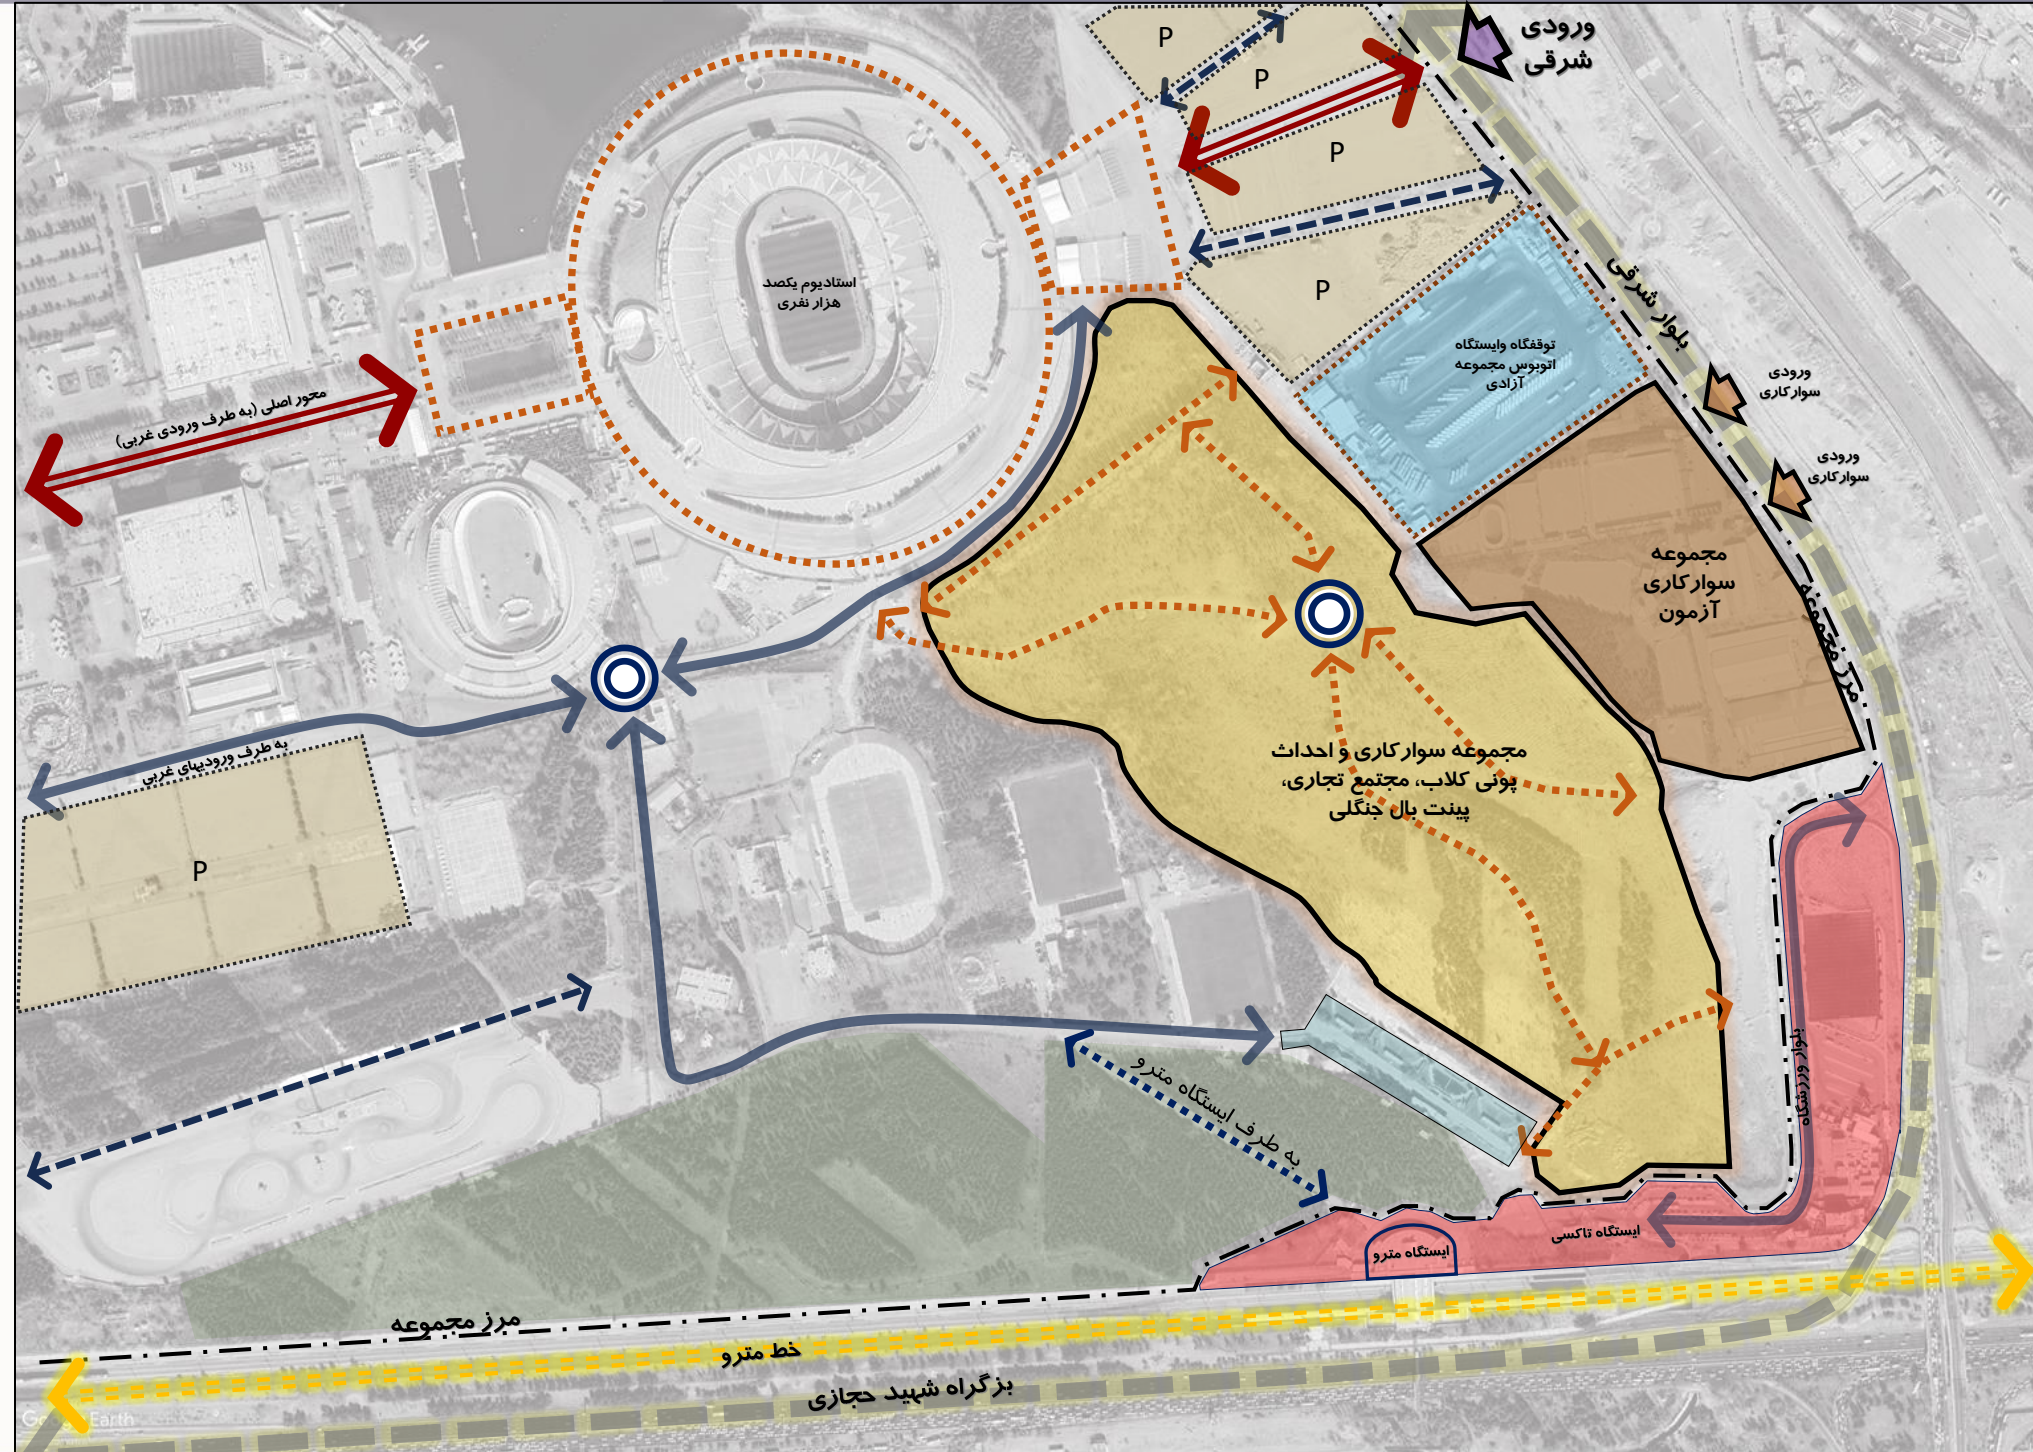 ورودی
شرقی
P
P
P
P
بلوار شرقی
استادیوم یکصد
هزار نفری
توقفگاه وایستگاه
اتوبوس مجموعه
آزادی
ورودی
سوارکاری
ورودی
سوارکاری
محور اصلی (به طرف ورودی غربی)
مجموعه
سوارکاری
آزمون
مرز مجموعه
مجموعه سوارکاری و احداث
پونی کلاب، مجتمع تجاری،
پینت بال جنگلی
به طرف ورودیهای غربی
P
بلوار ورزشگاه
به طرف ایستگاه مترو
ایستگاه تاکسی
ایستگاه مترو
مرز مجموعه
خط مترو
بزگراه شهید حجازی
Google Earth